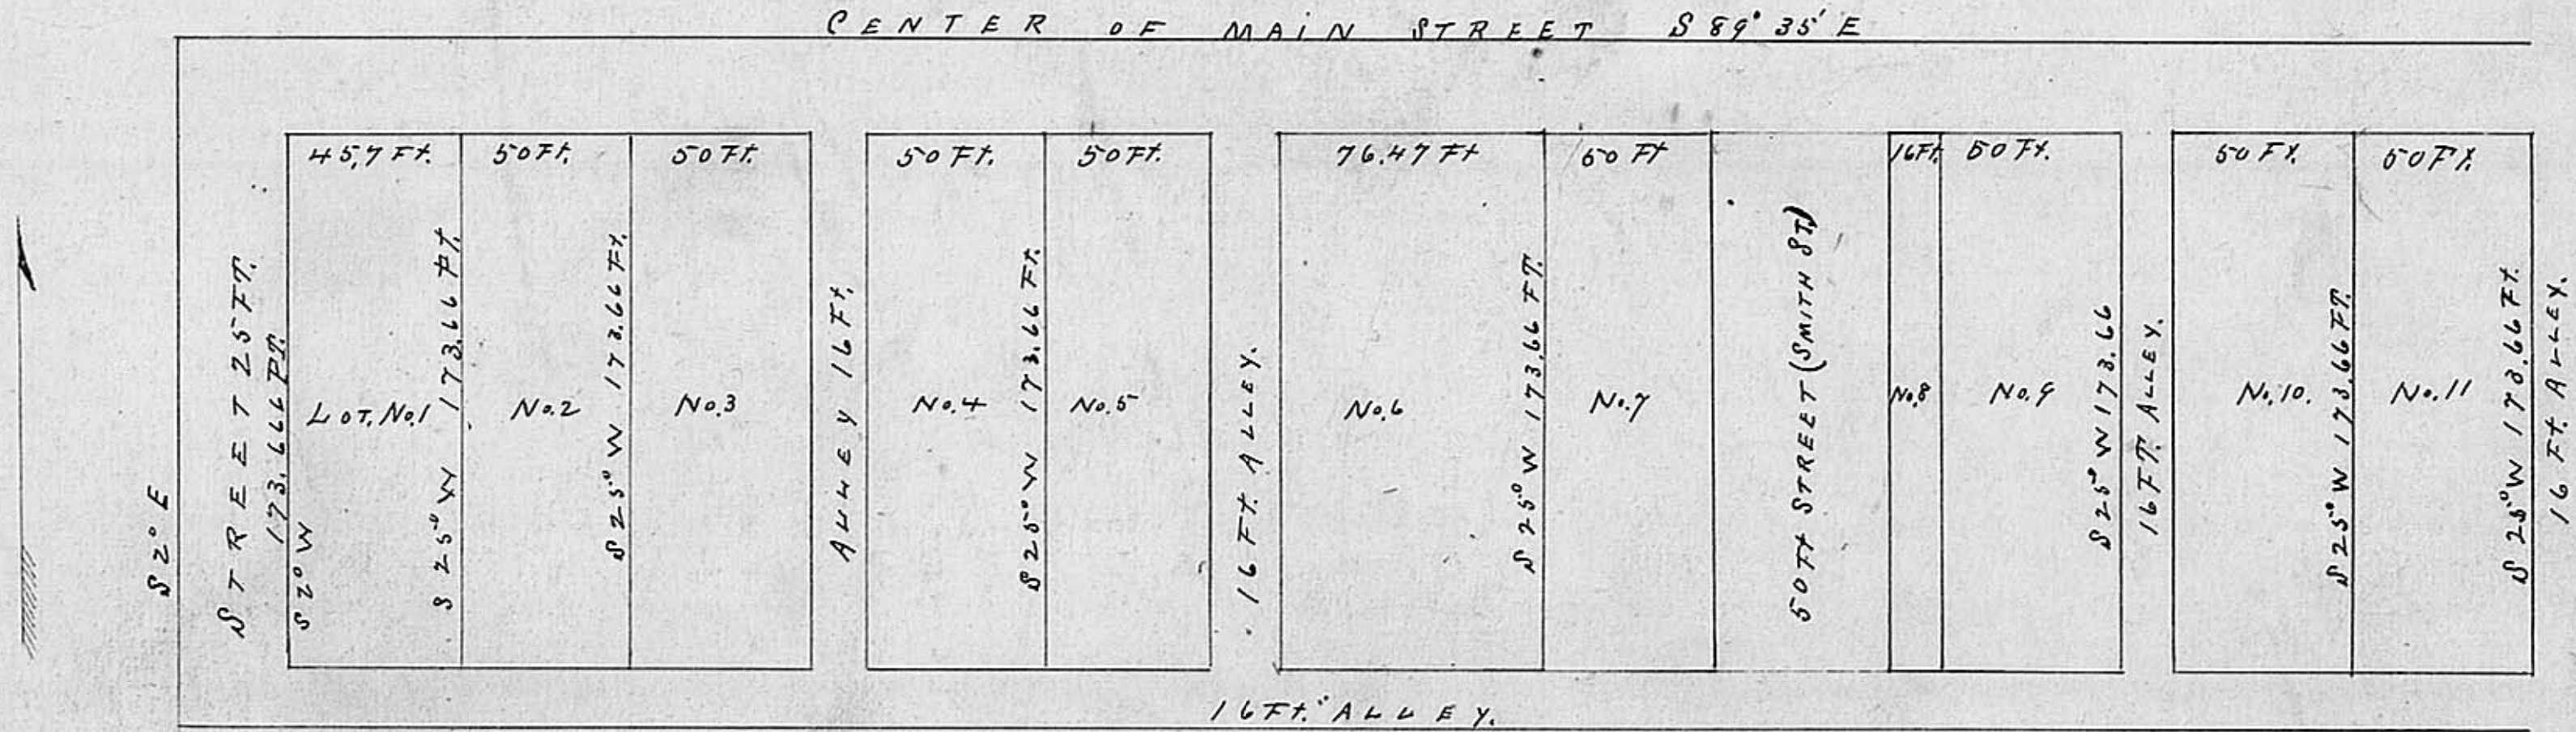 CENTER OF MAIN STREET S 89° 35' E
45,7 Ft.
50 Ft.
50 Ft.
50 Ft.
50 Ft.
76.47 Ft
50 Ft
16 Ft.
50 Ft.
50 Ft.
50 Ft.
S 2° E
STREET 25 FT.
173.666 FT.
S 2° W
LOT. No.1
S 25° W 173.66 FT.
No.2
S 25° W 173.66 FT.
No.3
ALLEY 16 Ft.
No.4
S 25° W 173.66 FT.
No.5
16 Ft. ALLEY.
No.6
S 25° W 173.66 FT.
No.7
50 Ft STREET (SMITH ST)
No.8
No.9
S 25° W 173.66
16 FT. ALLEY.
No.10.
S 25° W 173.66 FT.
No.11
S 25° W 173.66 Ft.
16 Ft. ALLEY.
16 Ft. ALLEY.